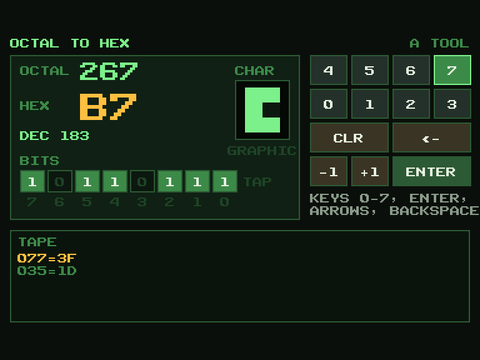 OCTAL TO HEX
A TOOL
OCTAL 267
CHAR
HEX B7
DEC 183
GRAPHIC
BITS
1 0 1 1 0 1 1 1 TAP
7 6 5 4 3 2 1 0
4 5 6 7
0 1 2 3
CLR <-
-1 +1 ENTER
KEYS 0-7, ENTER,
ARROWS, BACKSPACE
TAPE
077=3F
035=1D